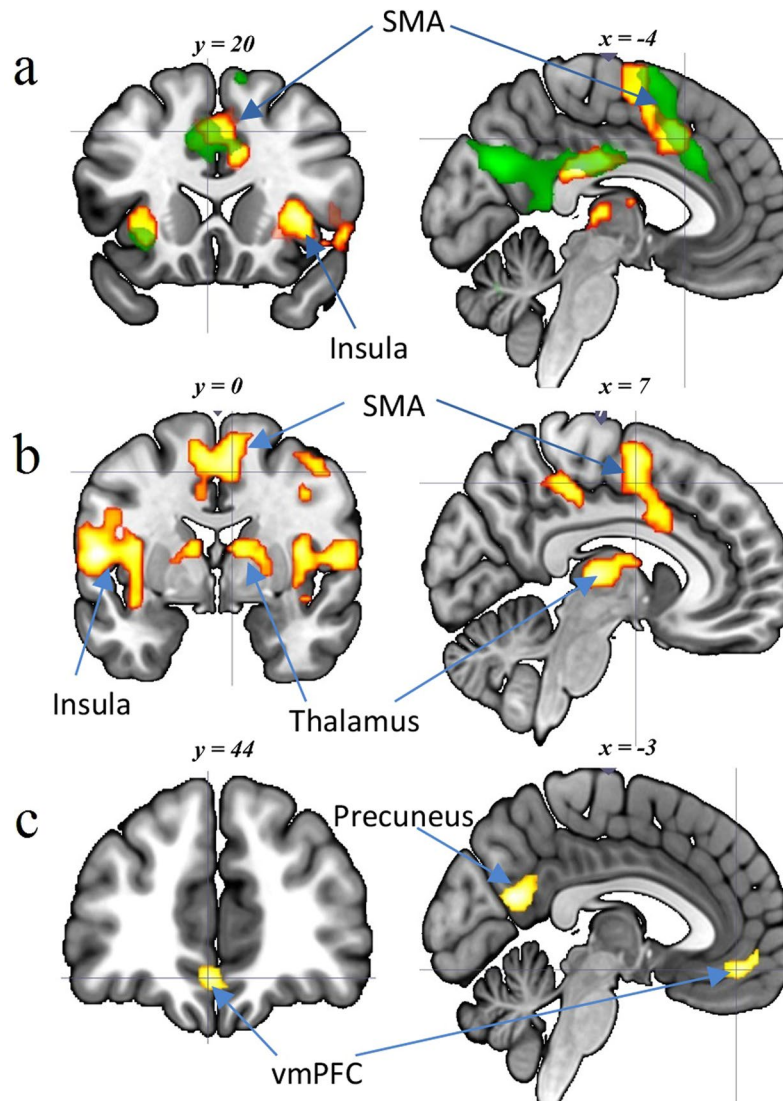 SMA
y = 20
x = -4
a
Insula
y = 0
x = 7
SMA
b
Insula
Thalamus
y = 44
x = -3
c
Precuneus
vmPFC